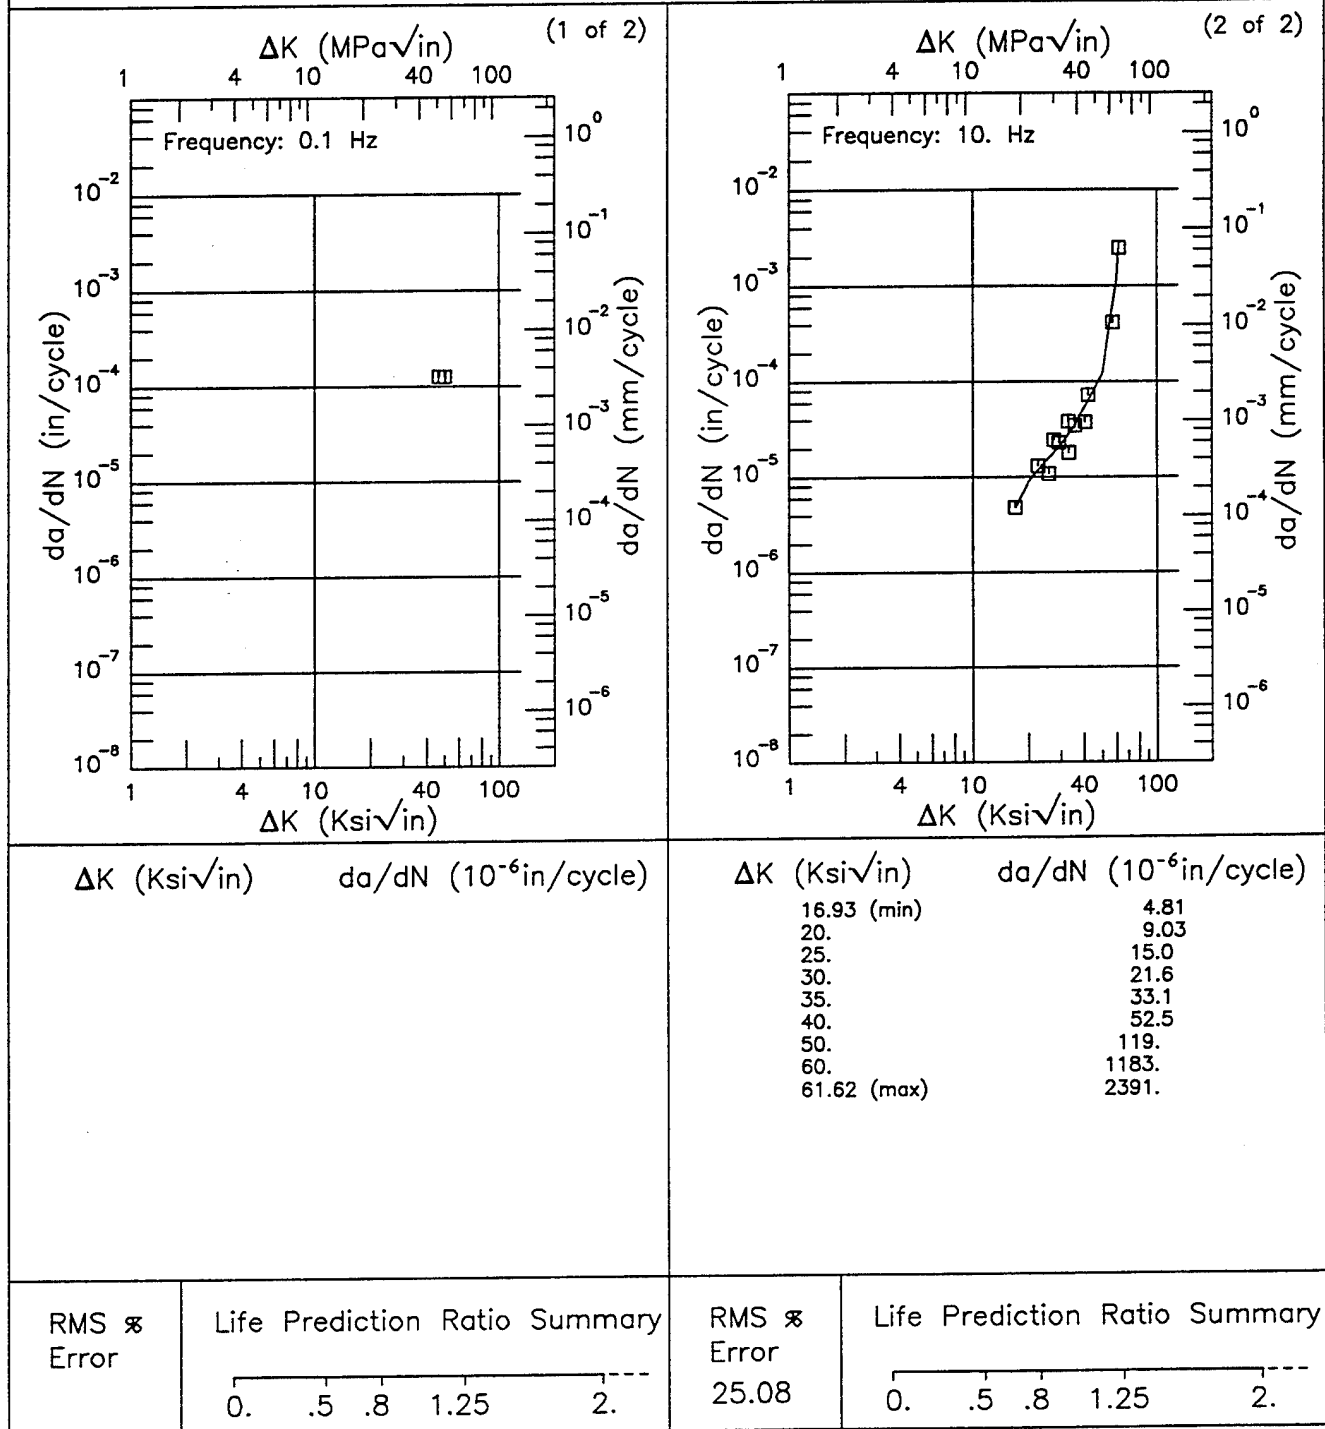 (1 of 2)
ΔK (MPa√in)
1 4 10 40 100
Frequency: 0.1 Hz
10⁰
10⁻²
10⁻¹
10⁻³
10⁻²
10⁻⁴
10⁻³
10⁻⁵
10⁻⁴
10⁻⁶
10⁻⁵
10⁻⁷
10⁻⁶
10⁻⁸
da/dN (in/cycle)
da/dN (mm/cycle)
1 4 10 40 100
ΔK (Ksi√in)
(2 of 2)
ΔK (MPa√in)
1 4 10 40 100
Frequency: 10. Hz
10⁰
10⁻²
10⁻¹
10⁻³
10⁻²
10⁻⁴
10⁻³
10⁻⁵
10⁻⁴
10⁻⁶
10⁻⁵
10⁻⁷
10⁻⁶
10⁻⁸
da/dN (in/cycle)
da/dN (mm/cycle)
1 4 10 40 100
ΔK (Ksi√in)
ΔK (Ksi√in) da/dN (10⁻⁶in/cycle)
ΔK (Ksi√in) da/dN (10⁻⁶in/cycle)
16.93 (min) 4.81
20. 9.03
25. 15.0
30. 21.6
35. 33.1
40. 52.5
50. 119.
60. 1183.
61.62 (max) 2391.
RMS %
Error
Life Prediction Ratio Summary
0. .5 .8 1.25 2.
RMS %
Error
25.08
Life Prediction Ratio Summary
0. .5 .8 1.25 2.